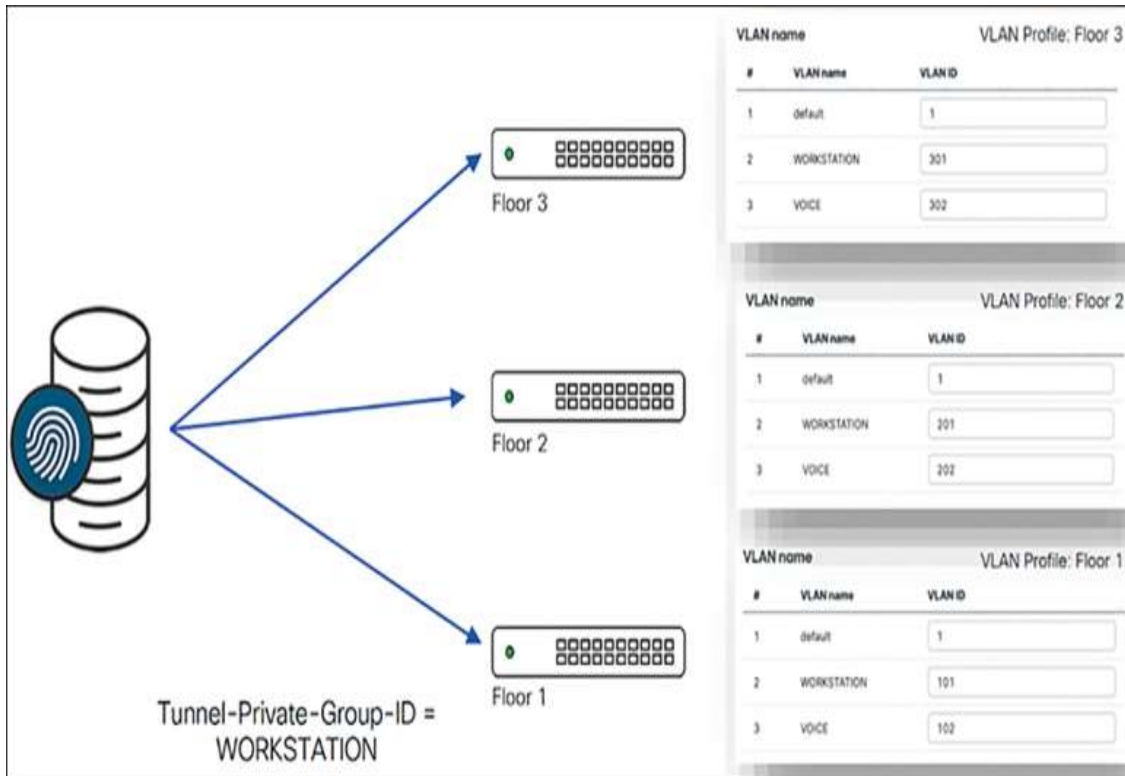 VLAN name VLAN Profile: Floor 3
# VLAN name VLAN ID
1 default 1
2 WORKSTATION 301
3 VOICE 302
Floor 3
VLAN name VLAN Profile: Floor 2
# VLAN name VLAN ID
1 default 1
2 WORKSTATION 201
3 VOICE 202
Floor 2
VLAN name VLAN Profile: Floor 1
# VLAN name VLAN ID
1 default 1
2 WORKSTATION 101
3 VOICE 102
Floor 1
Tunnel-Private-Group-ID =
WORKSTATION